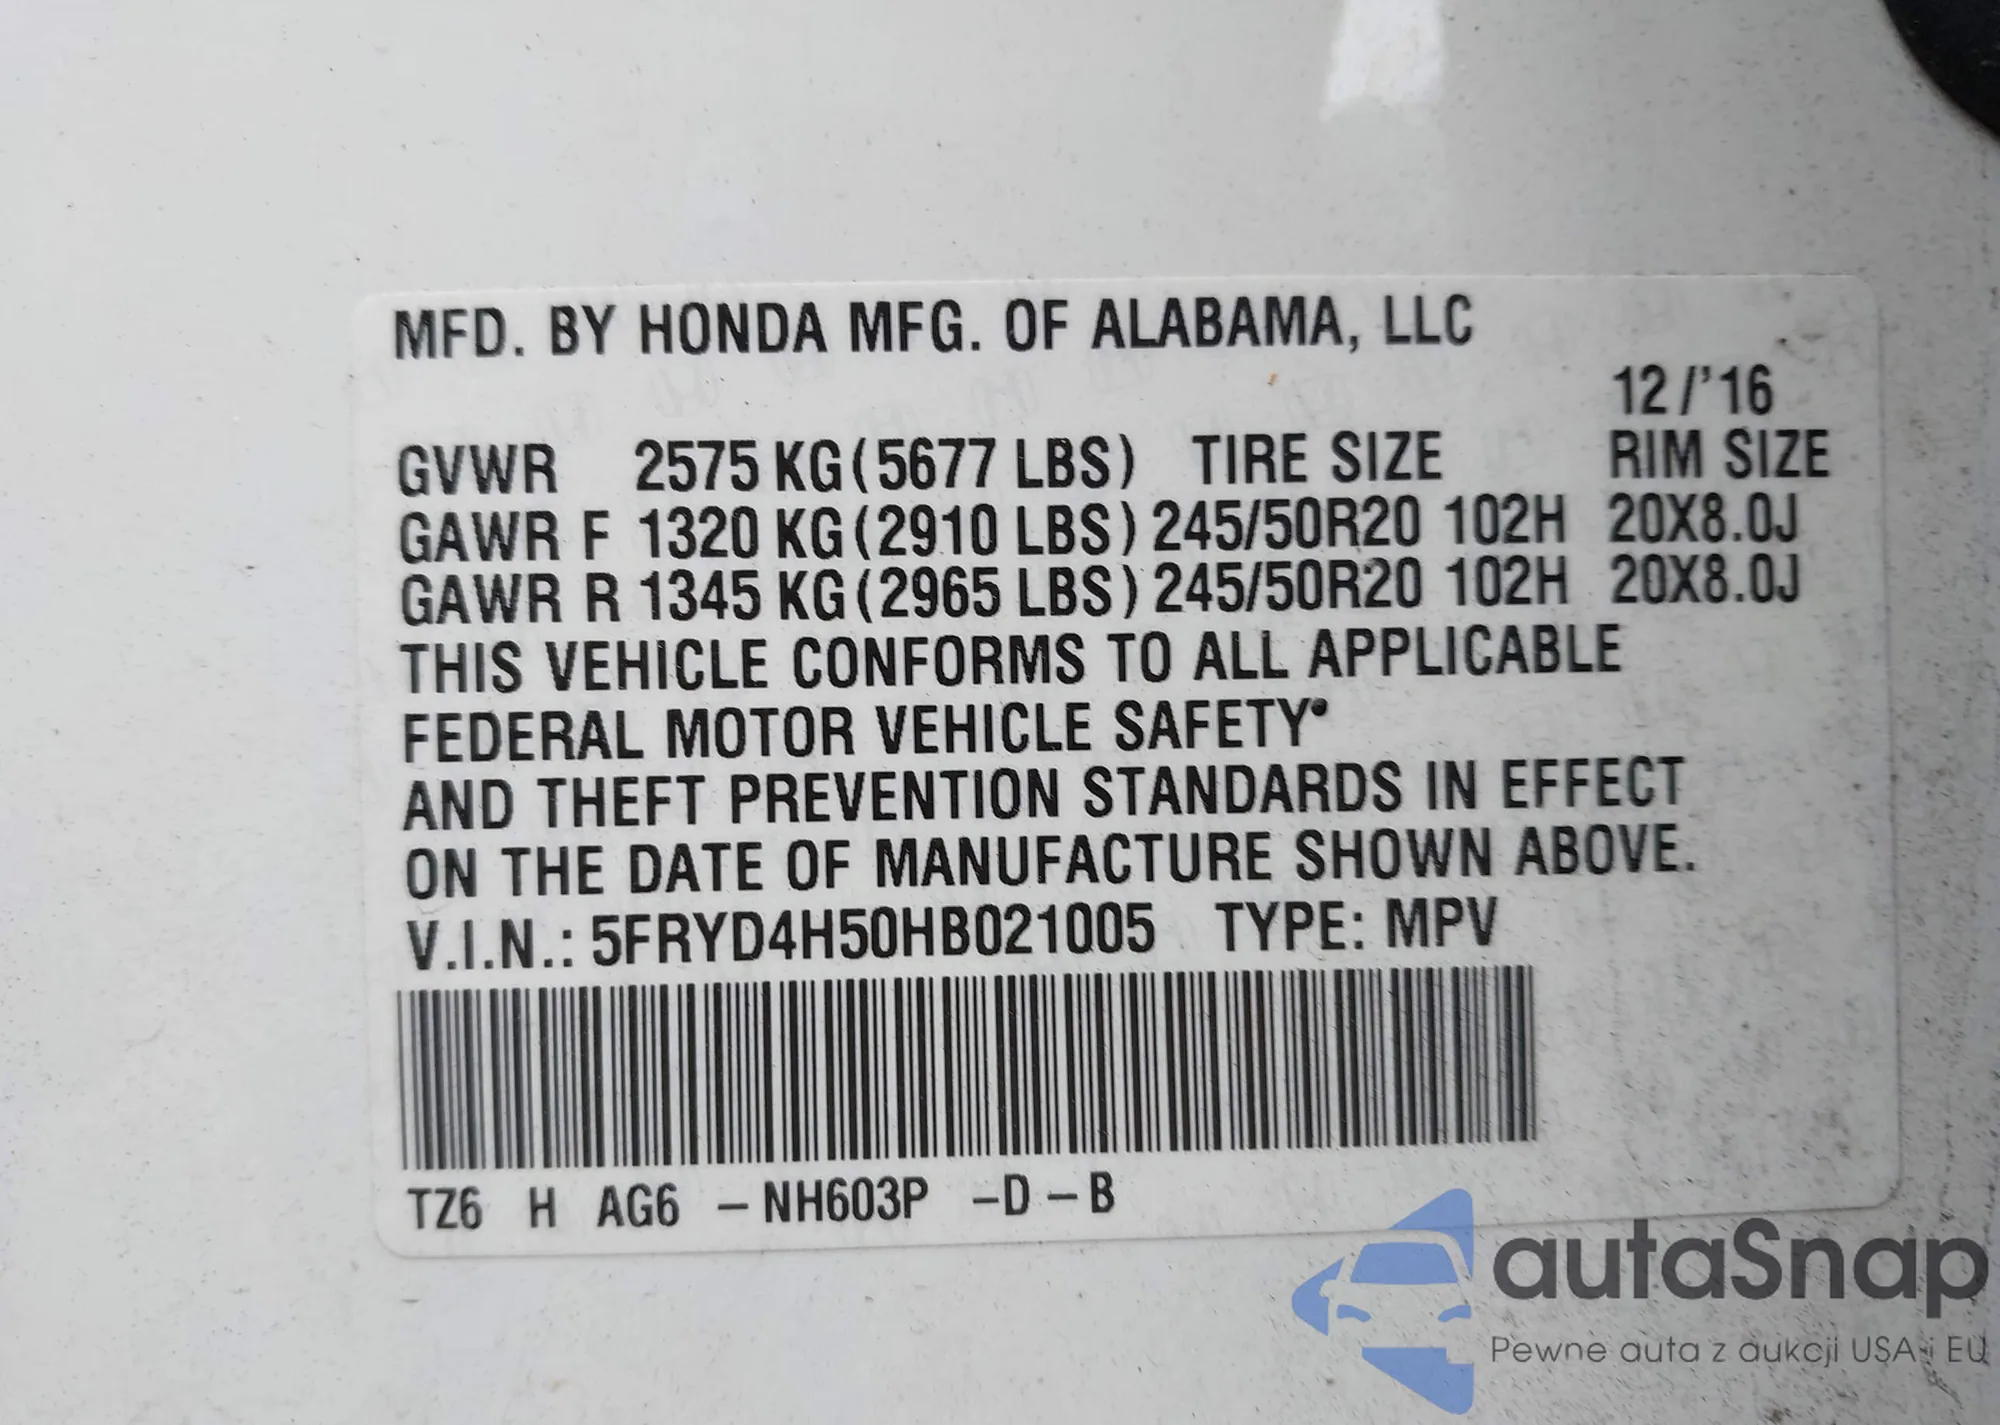 MFD. BY HONDA MFG. OF ALABAMA, LLC
12/'16
GVWR 2575 KG(5677 LBS) TIRE SIZE RIM SIZE
GAWR F 1320 KG(2910 LBS) 245/50R20 102H 20X8.0J
GAWR R 1345 KG(2965 LBS) 245/50R20 102H 20X8.0J
THIS VEHICLE CONFORMS TO ALL APPLICABLE
FEDERAL MOTOR VEHICLE SAFETY
AND THEFT PREVENTION STANDARDS IN EFFECT
ON THE DATE OF MANUFACTURE SHOWN ABOVE.
V.I.N.: 5FRYD4H50HB021005 TYPE: MPV
TZ6 H AG6 -NH603P -D-B
autaSnap
Pewne auta z aukcji USA i EU